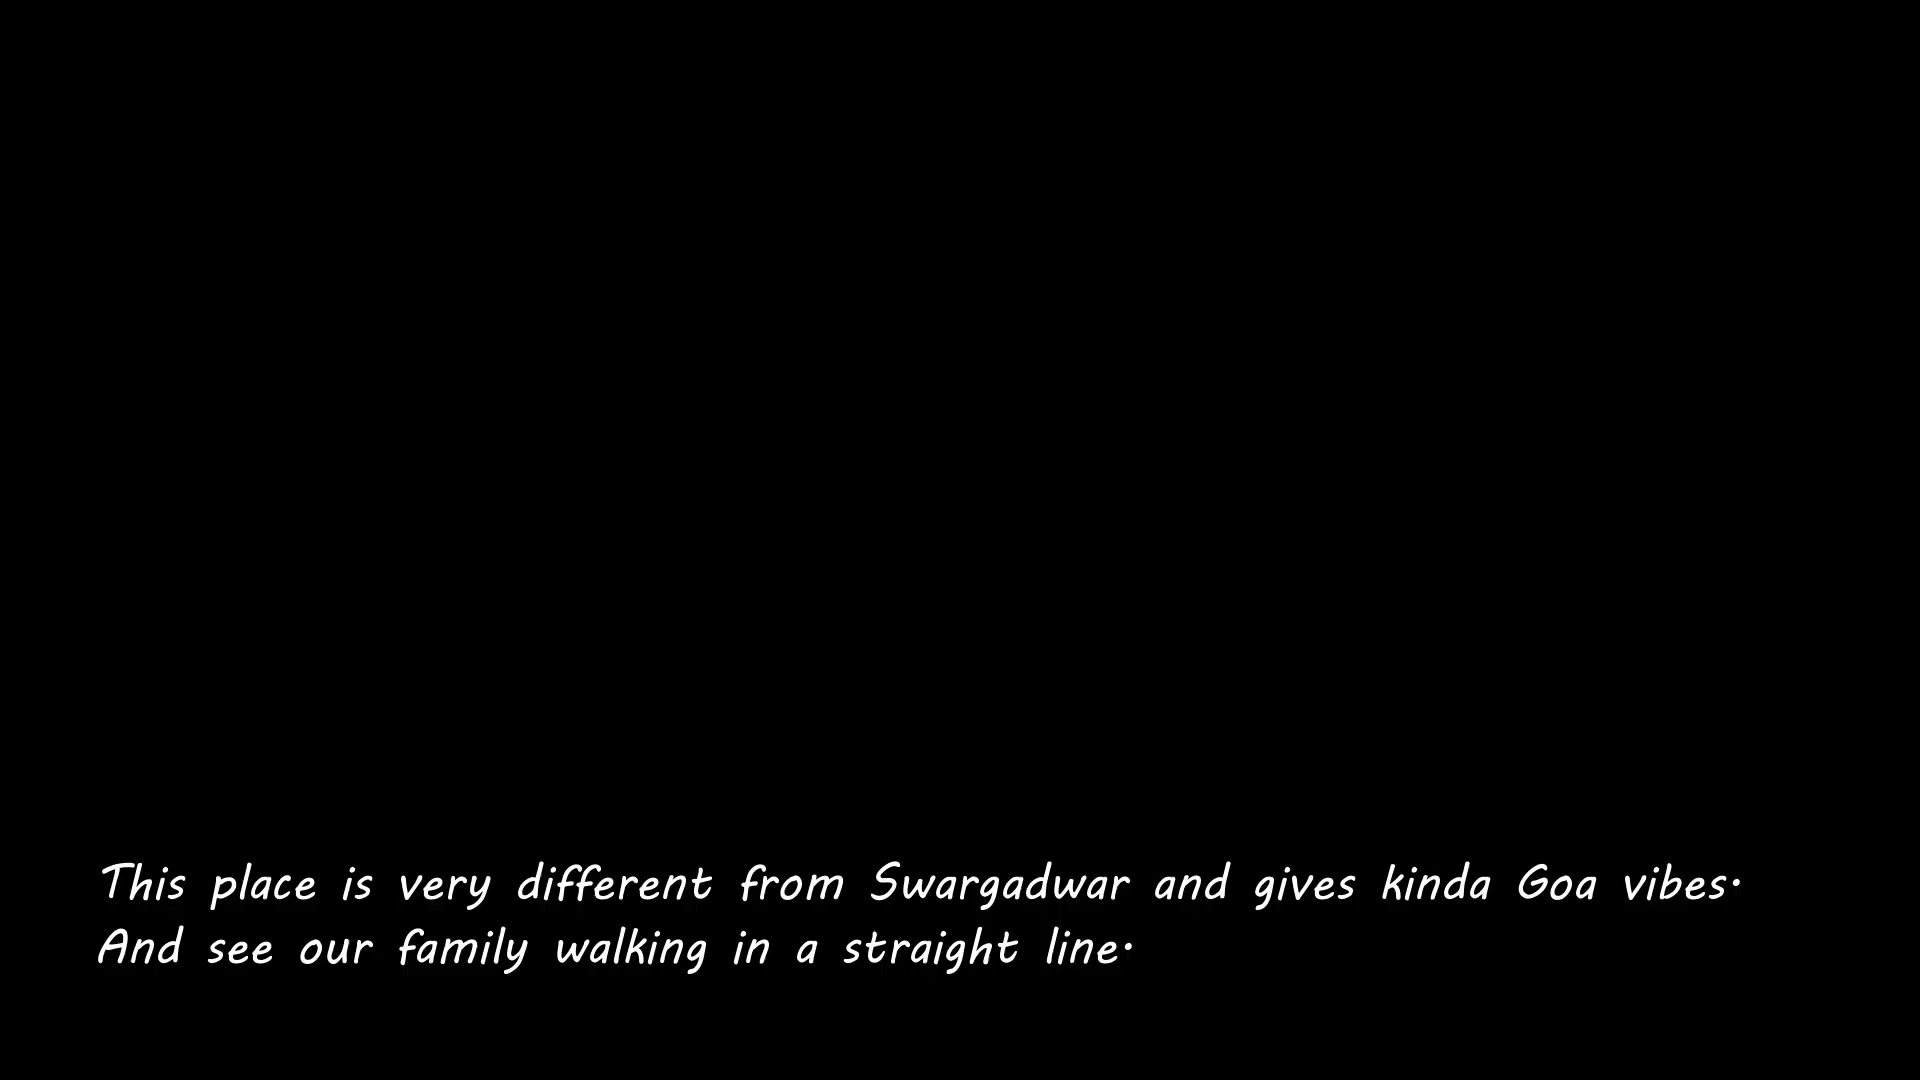 This place is very different from Swargadwar and gives kinda Goa vibes.
And see our family walking in a straight line.